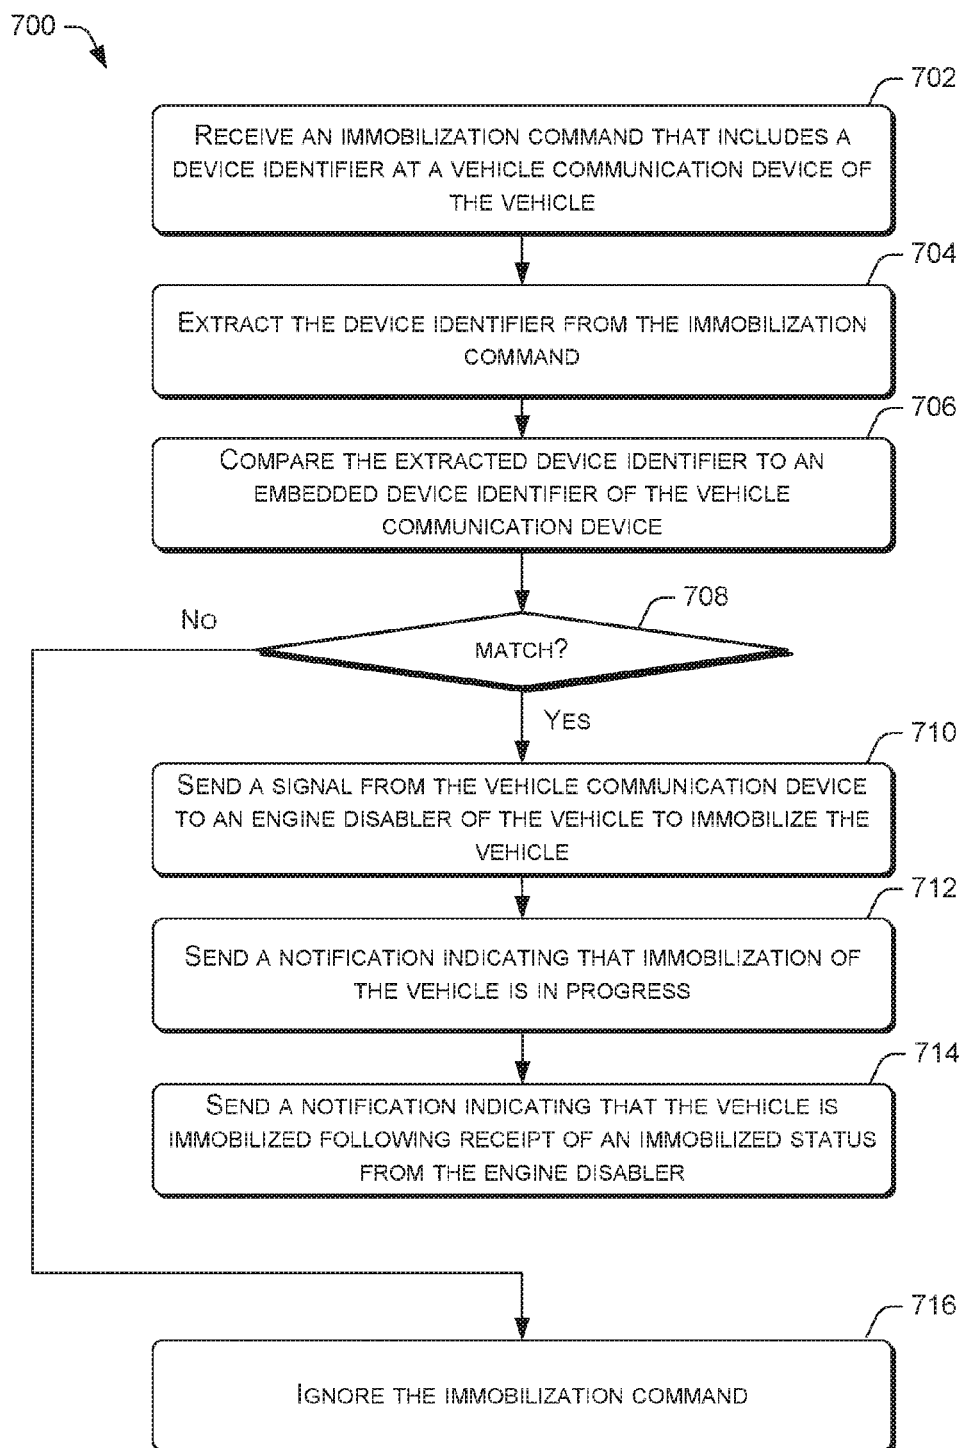 700
702
RECEIVE AN IMMOBILIZATION COMMAND THAT INCLUDES A
DEVICE IDENTIFIER AT A VEHICLE COMMUNICATION DEVICE OF
THE VEHICLE
704
EXTRACT THE DEVICE IDENTIFIER FROM THE IMMOBILIZATION
COMMAND
706
COMPARE THE EXTRACTED DEVICE IDENTIFIER TO AN
EMBEDDED DEVICE IDENTIFIER OF THE VEHICLE
COMMUNICATION DEVICE
708
NO
MATCH?
YES
710
SEND A SIGNAL FROM THE VEHICLE COMMUNICATION DEVICE
TO AN ENGINE DISABLER OF THE VEHICLE TO IMMOBILIZE THE
VEHICLE
712
SEND A NOTIFICATION INDICATING THAT IMMOBILIZATION OF
THE VEHICLE IS IN PROGRESS
714
SEND A NOTIFICATION INDICATING THAT THE VEHICLE IS
IMMOBILIZED FOLLOWING RECEIPT OF AN IMMOBILIZED STATUS
FROM THE ENGINE DISABLER
716
IGNORE THE IMMOBILIZATION COMMAND